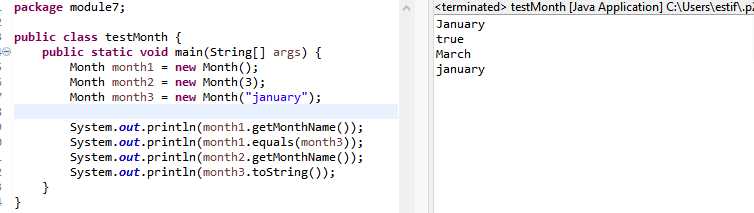 package module7;
public class testMonth {
public static void main(String[] args) {
Month month1 = new Month();
Month month2 = new Month(3);
Month month3 = new Month("january");
System.out.println(month1.getMonthName());
System.out.println(month1.equals(month3));
System.out.println(month2.getMonthName());
System.out.println(month3.toString());
}
}
<terminated> testMonth [Java Application] C:\Users\estif\.p2
January
true
March
january